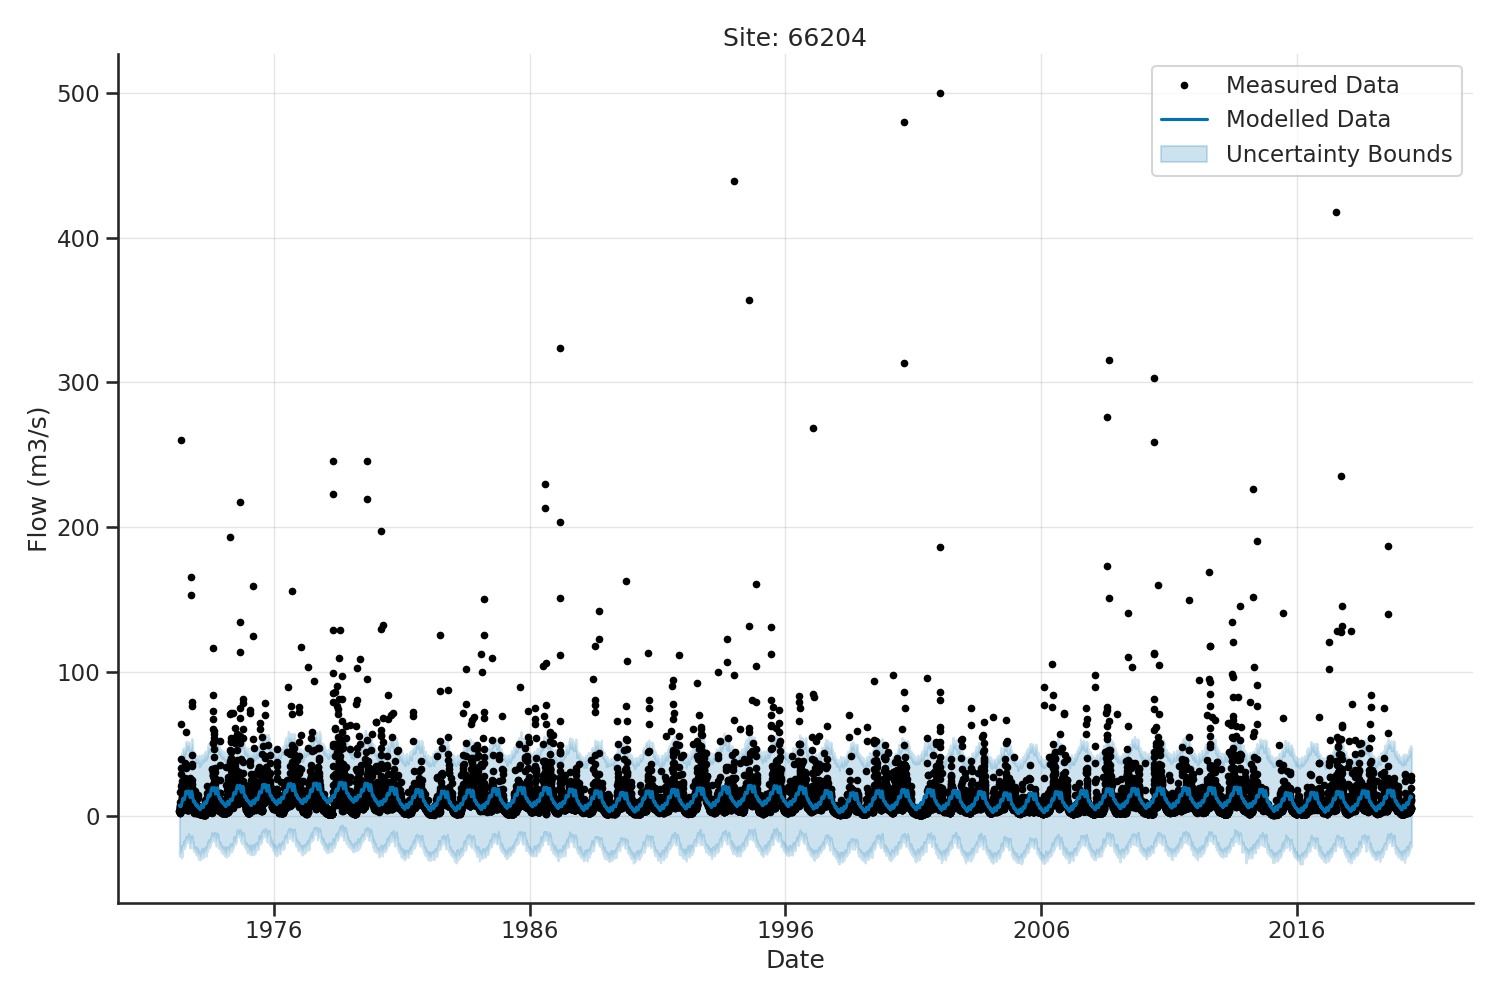 Site: 66204
Measured Data
Modelled Data
Uncertainty Bounds
500
400
300
200
100
0
Flow (m3/s)
1976
1986
1996
2006
2016
Date